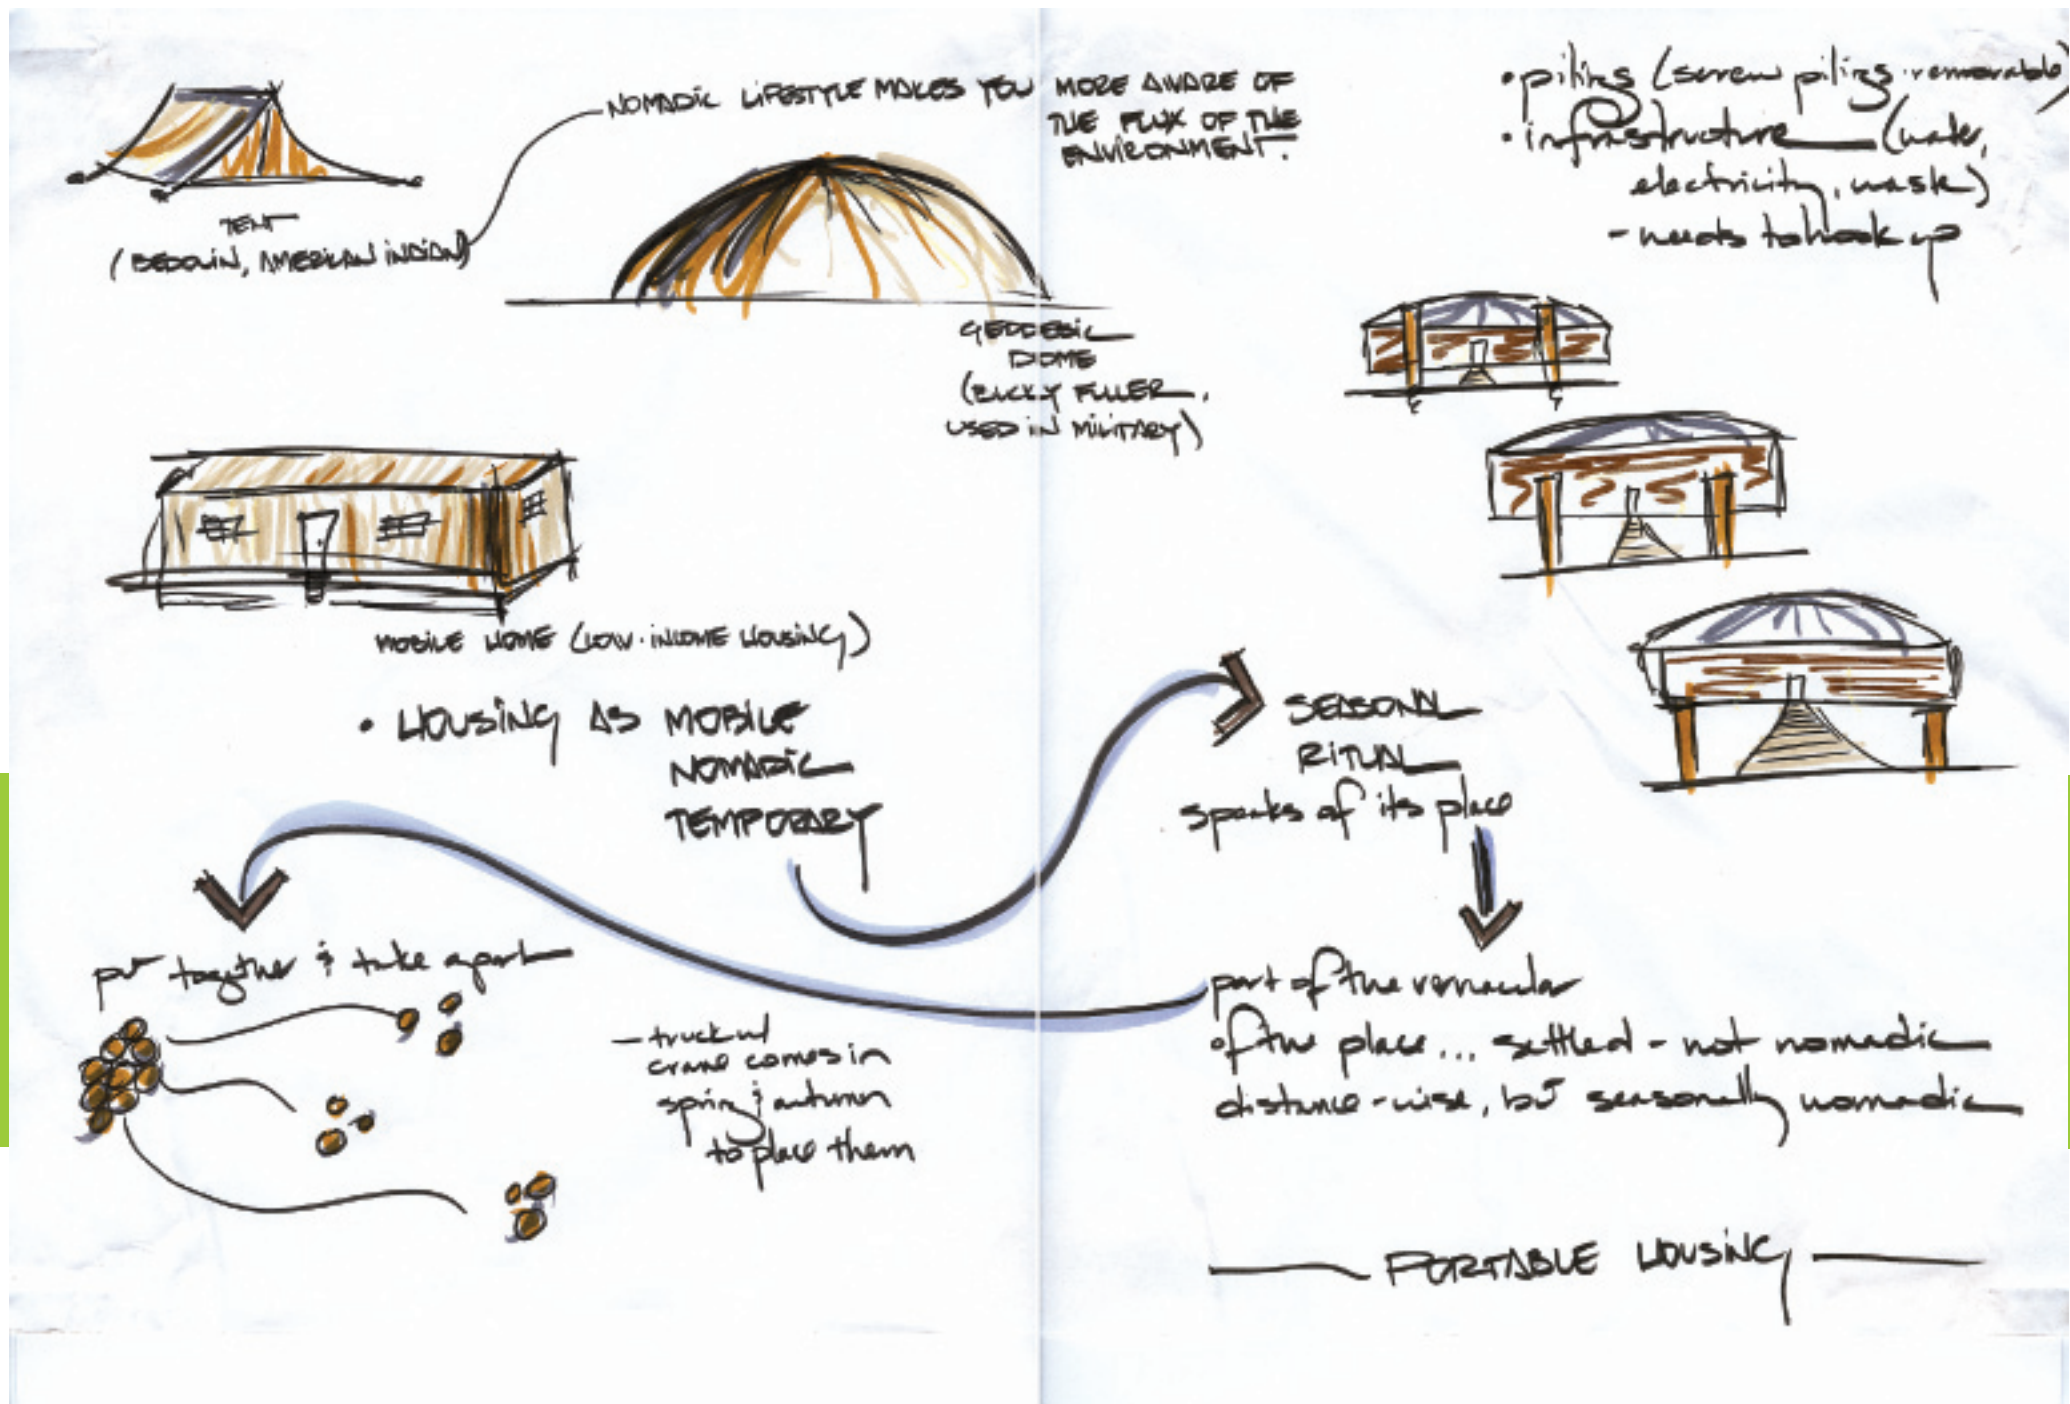 NOMADIC LIFESTYLE MAKES YOU MORE AWARE OF
THE FLUX OF THE
ENVIRONMENT.
TENT
(BEDOUIN, AMERICAN INDIAN)
GEODESIC
DOME
(BUCKY FULLER,
USED IN MILITARY)
MOBILE HOME (LOW-INCOME HOUSING)
• HOUSING AS MOBILE
NOMADIC
TEMPORARY
put together & take apart
- truck w/
crane comes in
spring & autumn
to place them
• pilings (screw pilings-removable)
• infrastructure (water,
electricity, waste)
- needs to hook up
SEASONAL
RITUAL
speaks of its place
part of the vernacular
of the place... settled - not nomadic
distance-wise, but seasonally nomadic
PORTABLE HOUSING